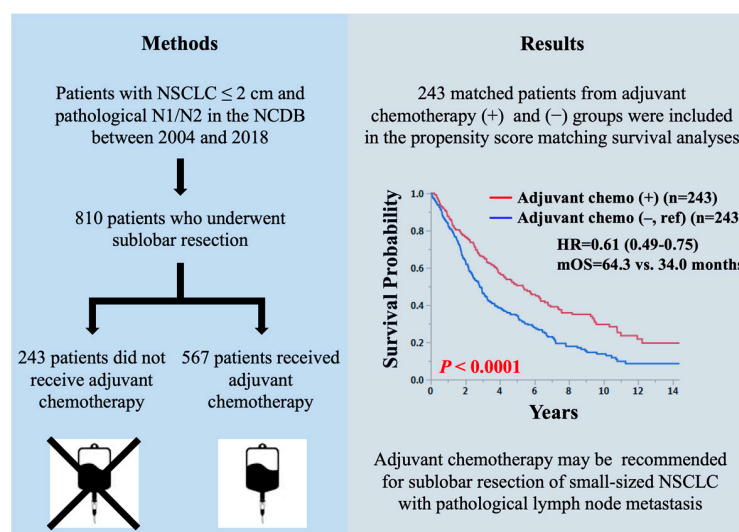 Methods
Patients with NSCLC ≤ 2 cm and
pathological N1/N2 in the NCDB
between 2004 and 2018
810 patients who underwent
sublobar resection
243 patients did not
receive adjuvant
chemotherapy
567 patients received
adjuvant
chemotherapy
Results
243 matched patients from adjuvant
chemotherapy (+) and (−) groups were included
in the propensity score matching survival analyses
Survival Probability
1.0
0.8
0.6
0.4
0.2
0.0
Adjuvant chemo (+) (n=243)
Adjuvant chemo (−, ref) (n=243
HR=0.61 (0.49-0.75)
mOS=64.3 vs. 34.0 months
P < 0.0001
0 2 4 6 8 10 12 14
Years
Adjuvant chemotherapy may be recommended
for sublobar resection of small-sized NSCLC
with pathological lymph node metastasis